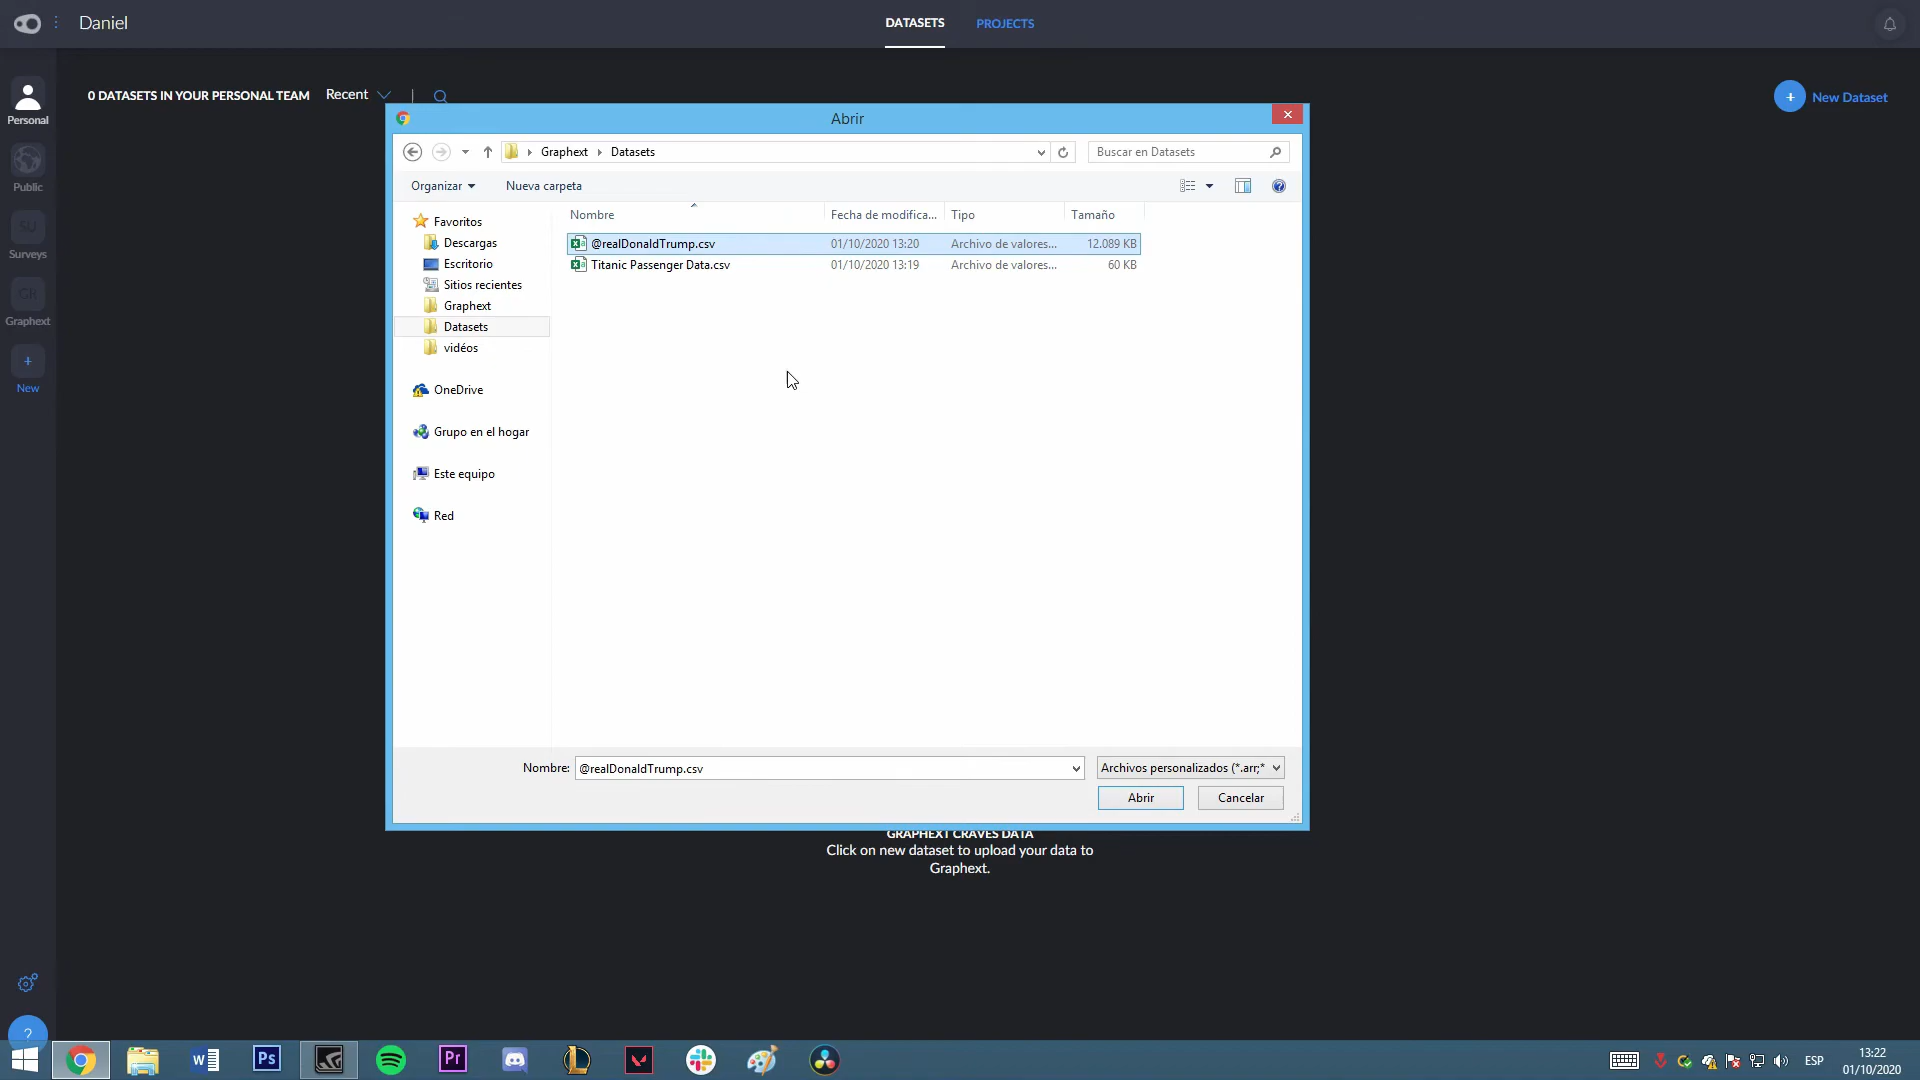 Daniel
DATASETS
PROJECTS
0 DATASETS IN YOUR PERSONAL TEAM
Recent
New Dataset
Personal
Public
SU
Surveys
GR
Graphext
New
Abrir
Graphext
Datasets
Buscar en Datasets
Organizar
Nueva carpeta
Nombre
Fecha de modifica...
Tipo
Tamaño
Favoritos
Descargas
Escritorio
Sitios recientes
Graphext
Datasets
vidéos
OneDrive
Grupo en el hogar
Este equipo
Red
@realDonaldTrump.csv 01/10/2020 13:20 Archivo de valores... 12.089 KB
Titanic Passenger Data.csv 01/10/2020 13:19 Archivo de valores... 60 KB
Nombre: @realDonaldTrump.csv
Archivos personalizados (*.arr;*
Abrir
Cancelar
GRAPHEXT CRAVES DATA
Click on new dataset to upload your data to
Graphext.
?
Ps
Pr
ESP
13:22
01/10/2020